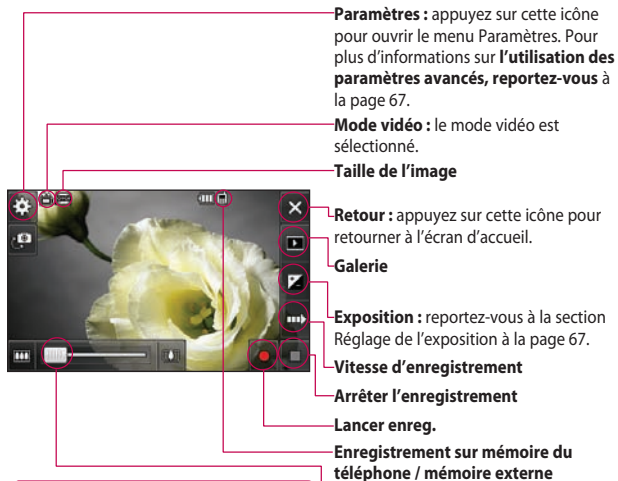 Paramètres : appuyez sur cette icône
pour ouvrir le menu Paramètres. Pour
plus d’informations sur l’utilisation des
paramètres avancés, reportez-vous à
la page 67.
Mode vidéo : le mode vidéo est
sélectionné.
Taille de l’image
Retour : appuyez sur cette icône pour
retourner à l’écran d’accueil.
Galerie
Exposition : reportez-vous à la section
Réglage de l’exposition à la page 67.
Vitesse d’enregistrement
Arrêter l’enregistrement
Lancer enreg.
Enregistrement sur mémoire du
téléphone / mémoire externe